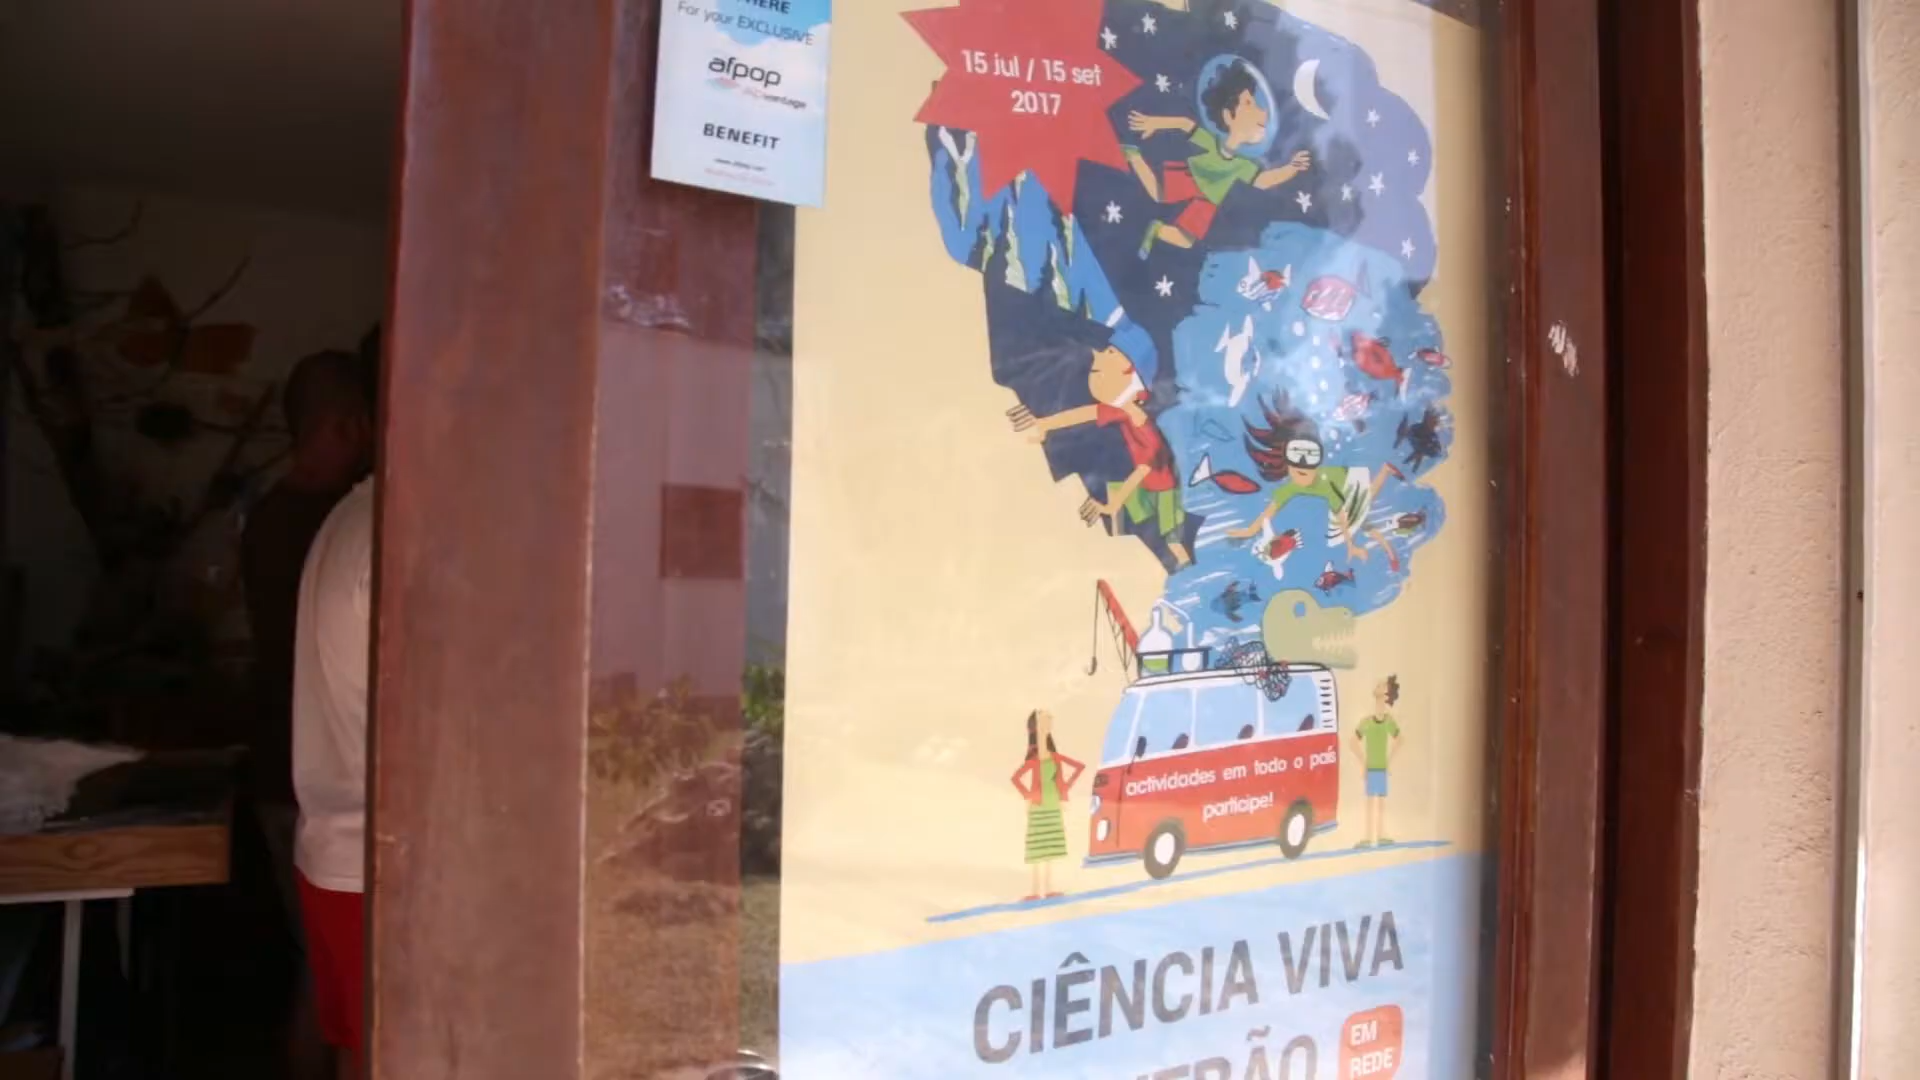 HERE
For your EXCLUSIVE
afpop
BENEFIT
15 jul / 15 set
2017
actividades em todo o país
participe!
CIÊNCIA VIVA
EM
REDE